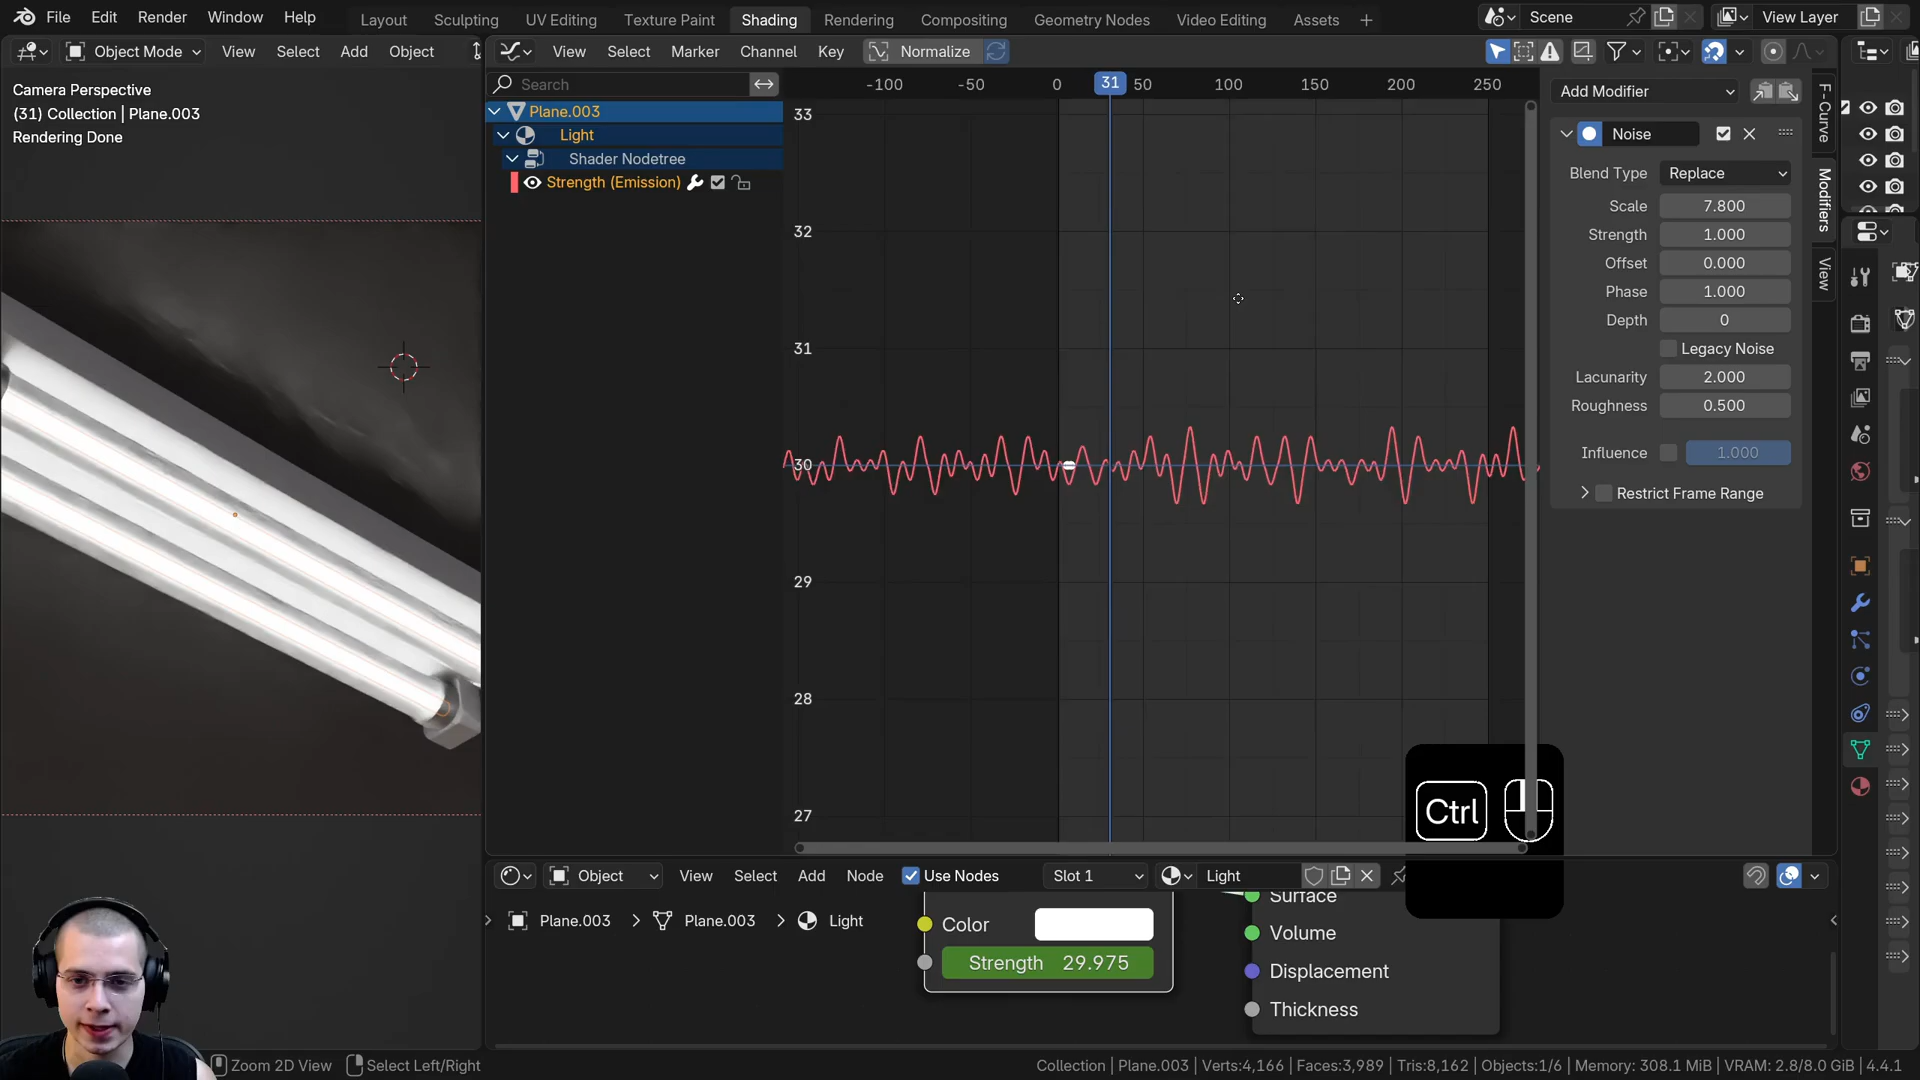 File Edit Render Window Help Layout Sculpting UV Editing Texture Paint Shading Rendering Compositing Geometry Nodes Video Editing Assets + Scene View Layer
Object Mode View Select Add Object View Select Marker Channel Key Normalize
Camera Perspective
(31) Collection | Plane.003
Rendering Done
Search
Plane.003
Light
Shader Nodetree
Strength (Emission)
-100 -50 0 31 50 100 150 200 250
33
32
31
30
29
28
27
Add Modifier
Noise
Blend Type Replace
Scale 7.800
Strength 1.000
Offset 0.000
Phase 1.000
Depth 0
Legacy Noise
Lacunarity 2.000
Roughness 0.500
Influence 1.000
Restrict Frame Range
F-Curve
Modifiers
View
Ctrl
Object View Select Add Node Use Nodes Slot 1 Light
Plane.003 Plane.003 Light
Color
Strength 29.975
Surface
Volume
Displacement
Thickness
Zoom 2D View Select Left/Right
Collection | Plane.003 | Verts:4,166 | Faces:3,989 | Tris:8,162 | Objects:1/6 | Memory: 308.1 MiB | VRAM: 2.8/8.0 GiB | 4.4.1